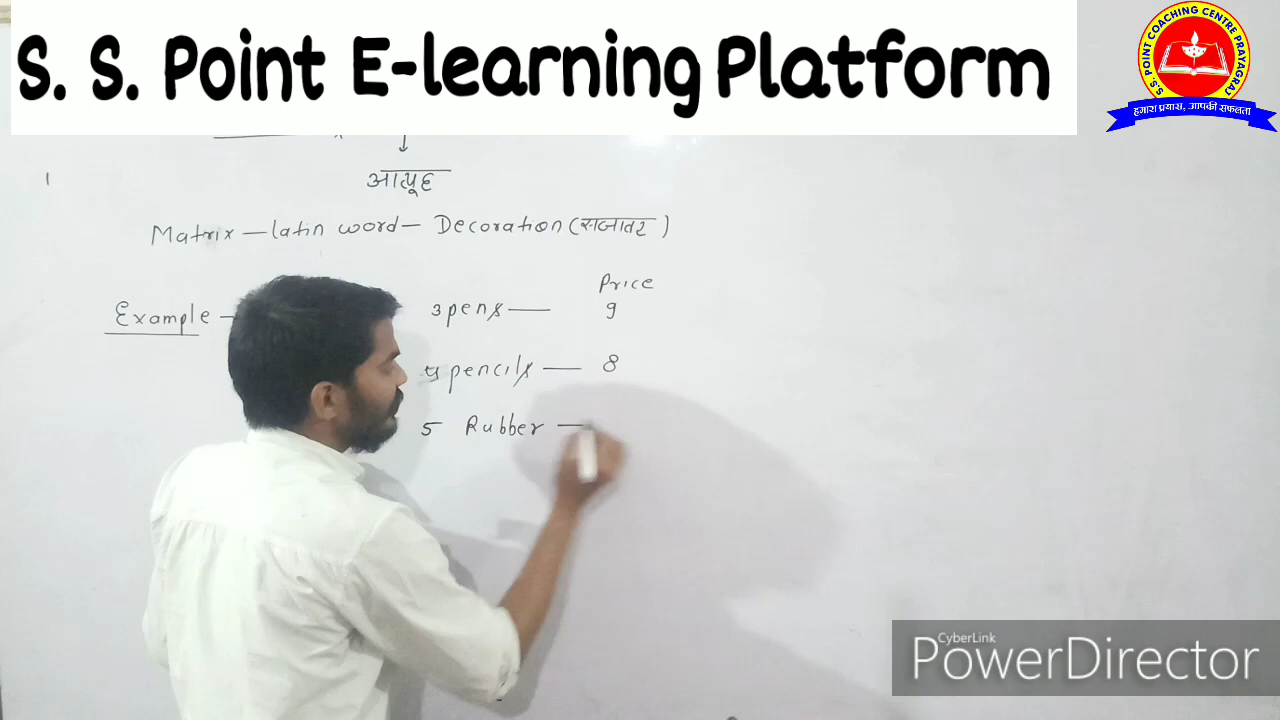 S. S. Point E-learning Platform
S.S. POINT COACHING CENTRE PRAYAGRAJ
हमारा प्रयास, आपकी सफलता
आव्यूह
Matrix — latin word — Decoration (सजावट)
Price
Example — 3 pens — 9
pencils — 8
5 Rubber —
CyberLink
PowerDirector